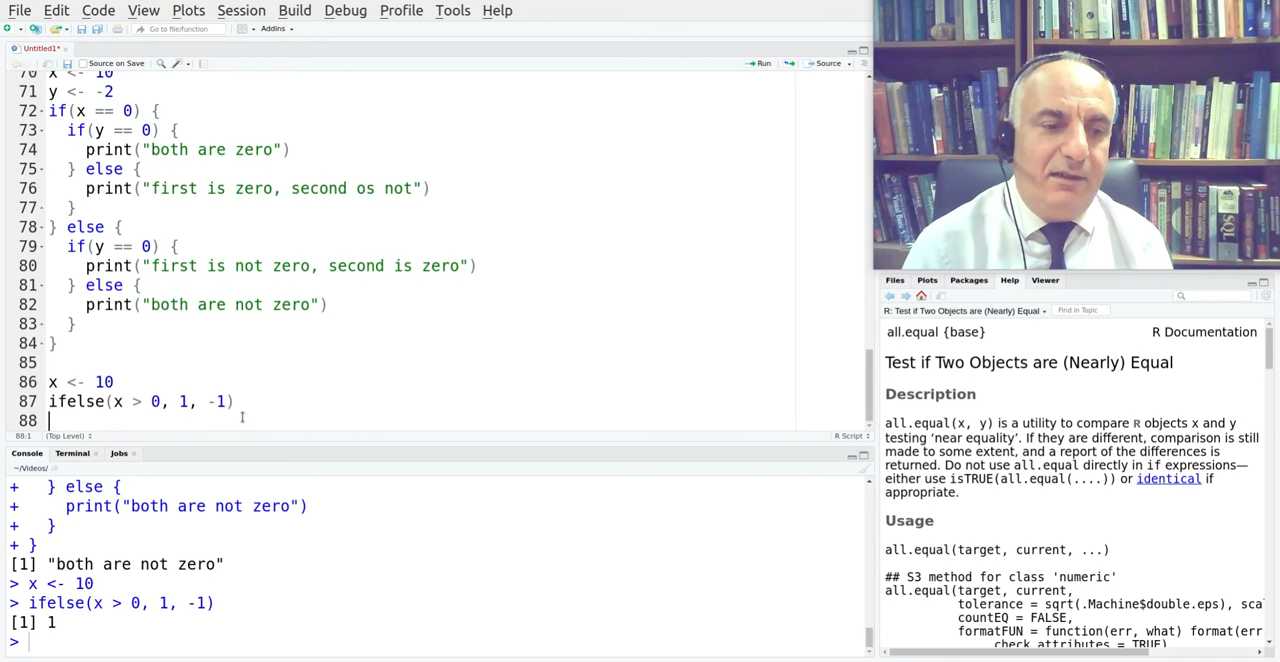 File Edit Code View Plots Session Build Debug Profile Tools Help
Go to file/function Addins
Untitled1*
Source on Save Run Source
70 x <- 10
71 y <- -2
72 if(x == 0) {
73   if(y == 0) {
74     print("both are zero")
75   } else {
76     print("first is zero, second os not")
77   }
78 } else {
79   if(y == 0) {
80     print("first is not zero, second is zero")
81   } else {
82     print("both are not zero")
83   }
84 }
85
86 x <- 10
87 ifelse(x > 0, 1, -1)
88
88:1 (Top Level) R Script
Console Terminal Jobs
~/Videos/
+   } else {
+     print("both are not zero")
+   }
+ }
[1] "both are not zero"
> x <- 10
> ifelse(x > 0, 1, -1)
[1] 1
>
Visual Basic 5
SQL
Files Plots Packages Help Viewer
R: Test if Two Objects are (Nearly) Equal Find in Topic
all.equal {base} R Documentation
Test if Two Objects are (Nearly) Equal
Description
all.equal(x, y) is a utility to compare R objects x and y
testing ‘near equality’. If they are different, comparison is still
made to some extent, and a report of the differences is
returned. Do not use all.equal directly in if expressions—
either use isTRUE(all.equal(....)) or identical if
appropriate.
Usage
all.equal(target, current, ...)
## S3 method for class 'numeric'
all.equal(target, current,
tolerance = sqrt(.Machine$double.eps), scal
countEQ = FALSE,
formatFUN = function(err, what) format(err
check.attributes = TRUE)